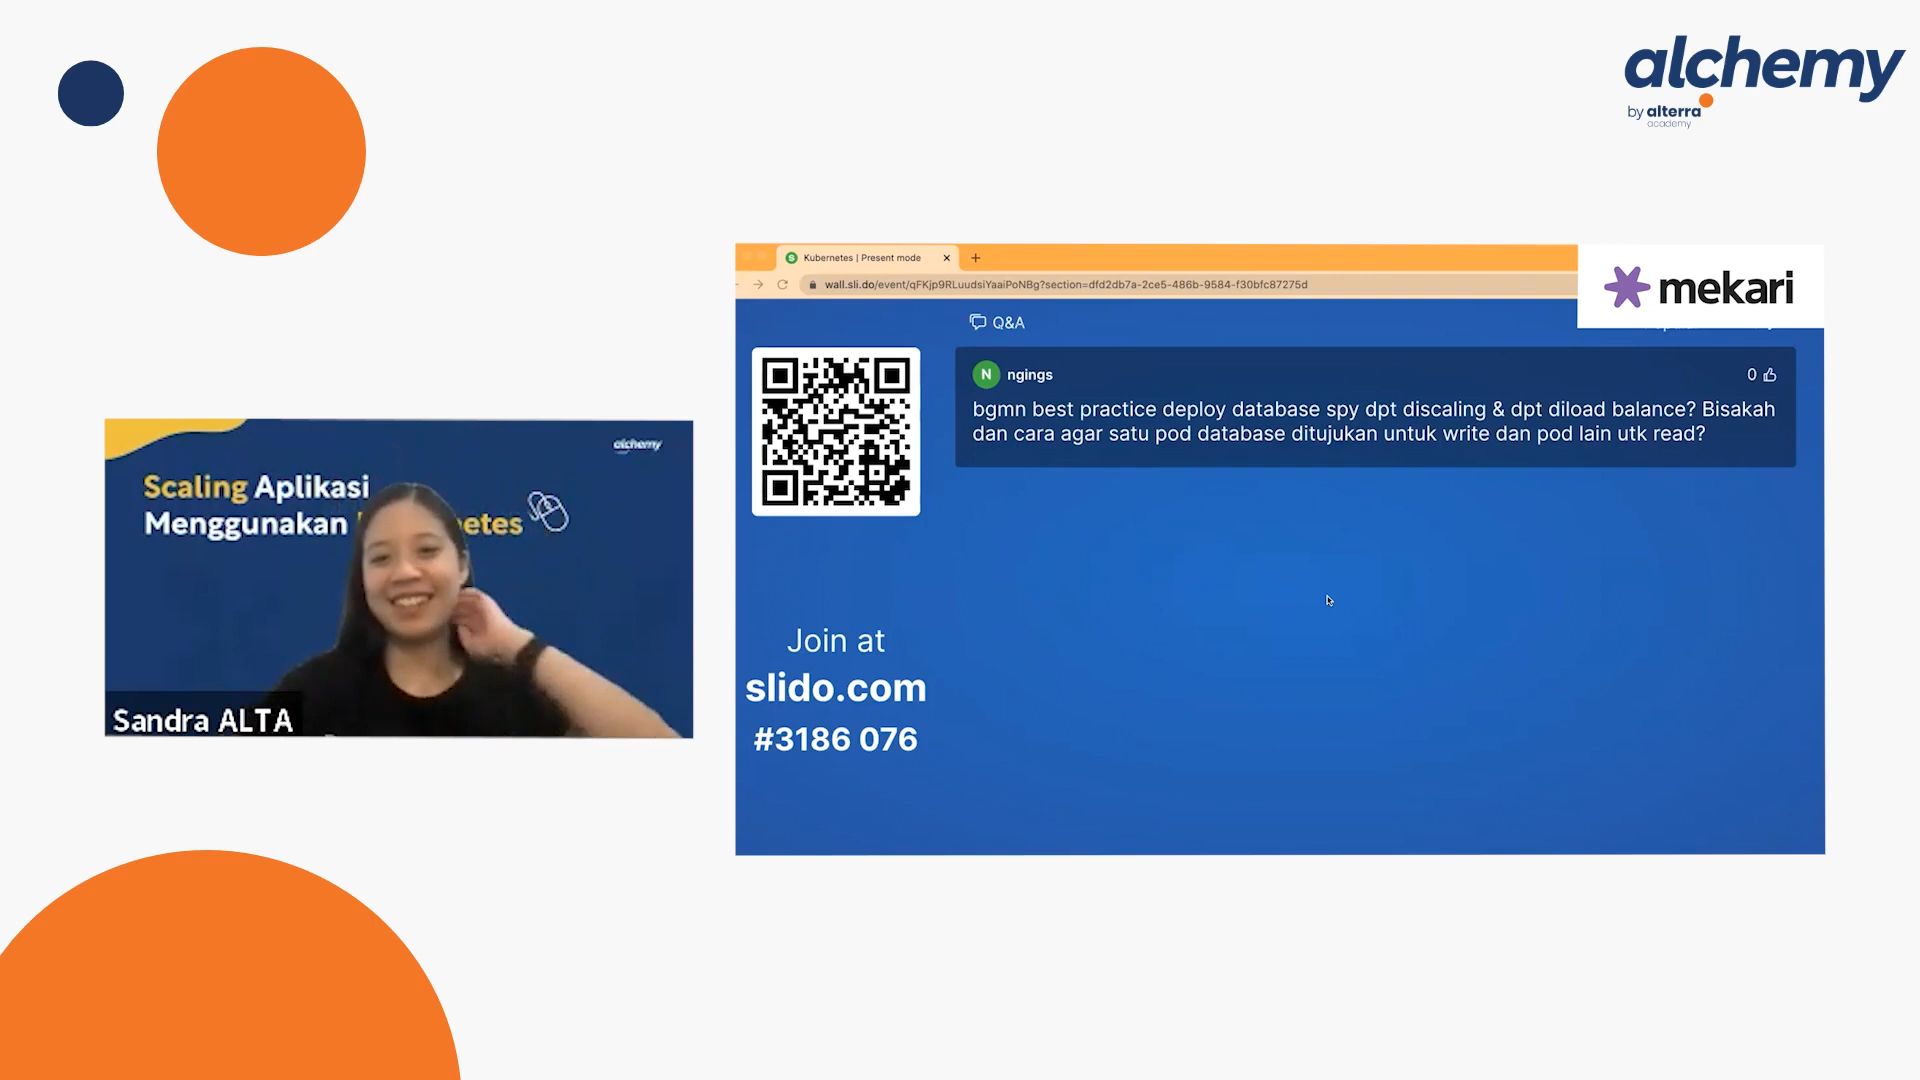 alchemy
by alterra
academy
Kubernetes | Present mode
wall.sli.do/event/qFKjp9RLuudsiYaaiPoNBg?section=dfd2db7a-2ce5-486b-9584-f30bfc87275d
mekari
Q&A
N ngings 0
bgmn best practice deploy database spy dpt discaling & dpt diload balance? Bisakah
dan cara agar satu pod database ditujukan untuk write dan pod lain utk read?
alchemy
Scaling Aplikasi
Menggunakan etes
Sandra ALTA
Join at
slido.com
#3186 076